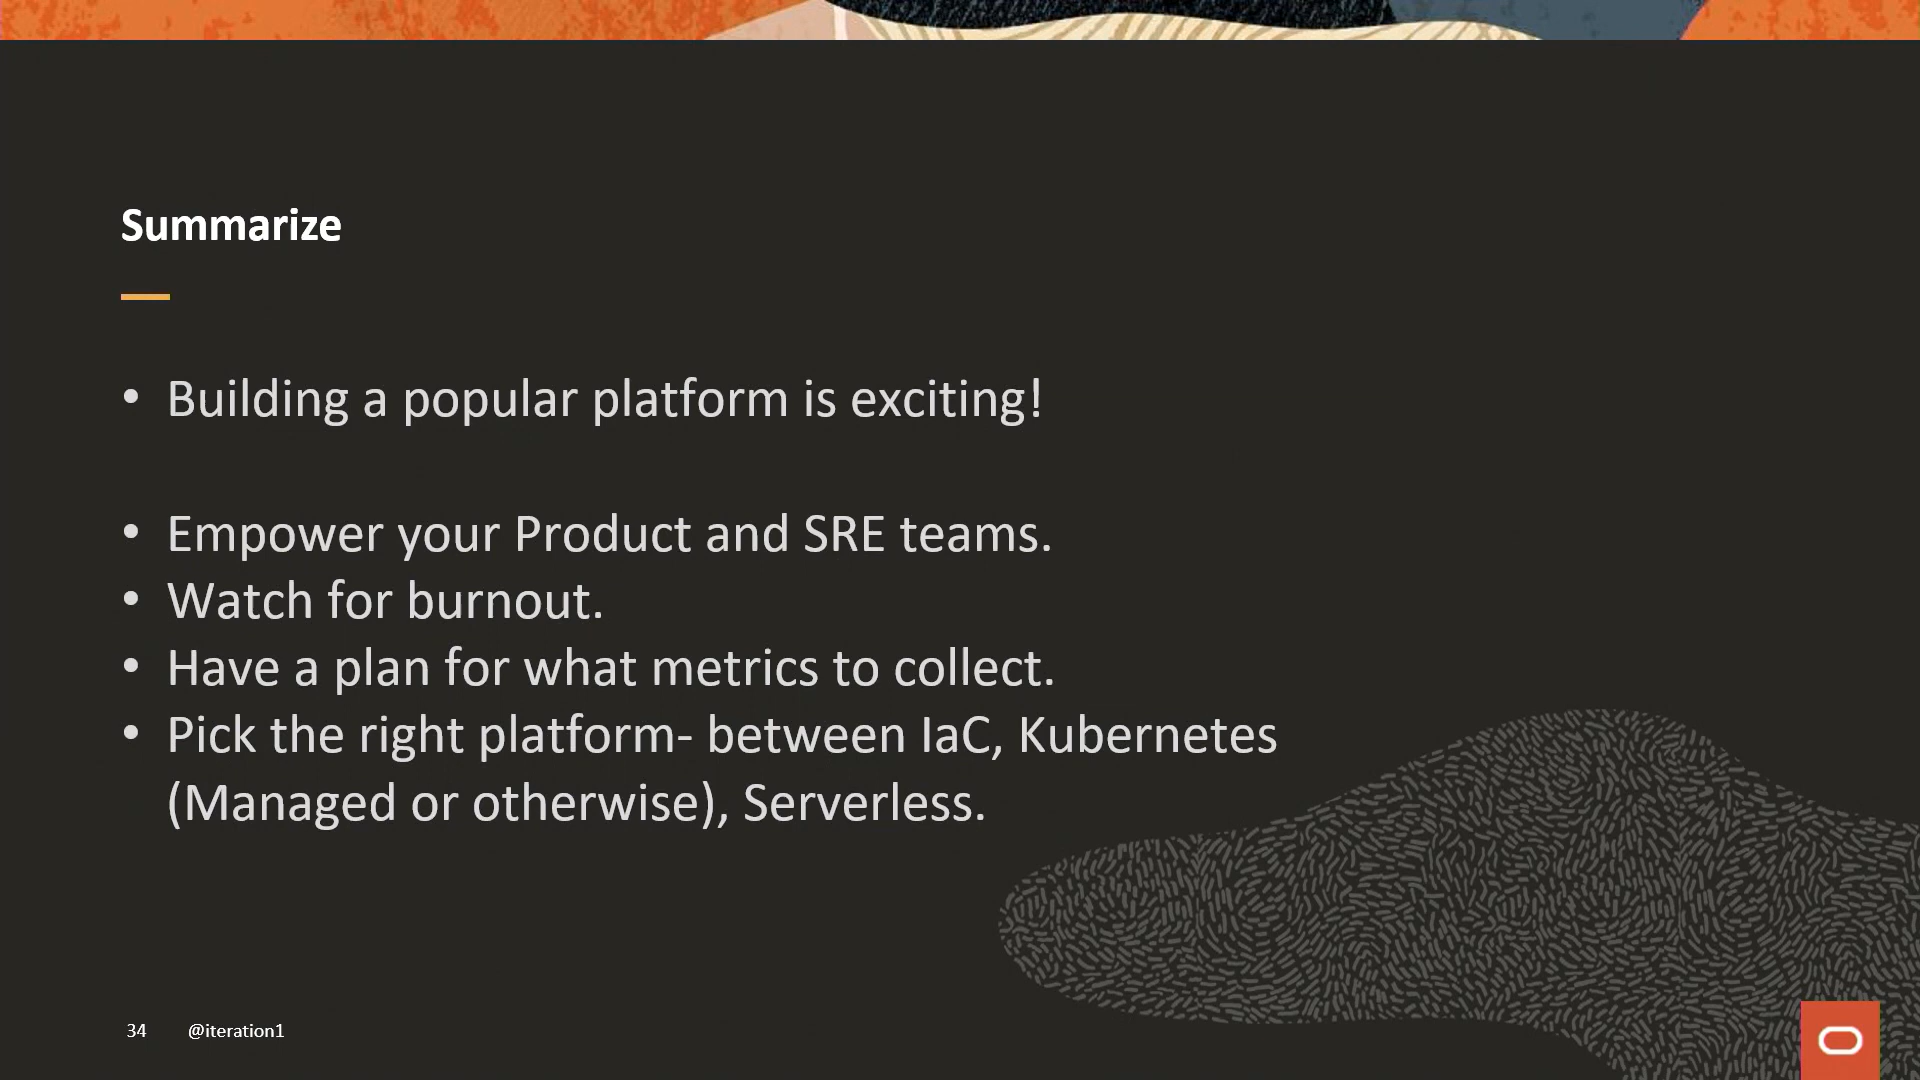 Summarize
• Building a popular platform is exciting!
• Empower your Product and SRE teams.
• Watch for burnout.
• Have a plan for what metrics to collect.
• Pick the right platform- between IaC, Kubernetes
(Managed or otherwise), Serverless.
34 @iteration1